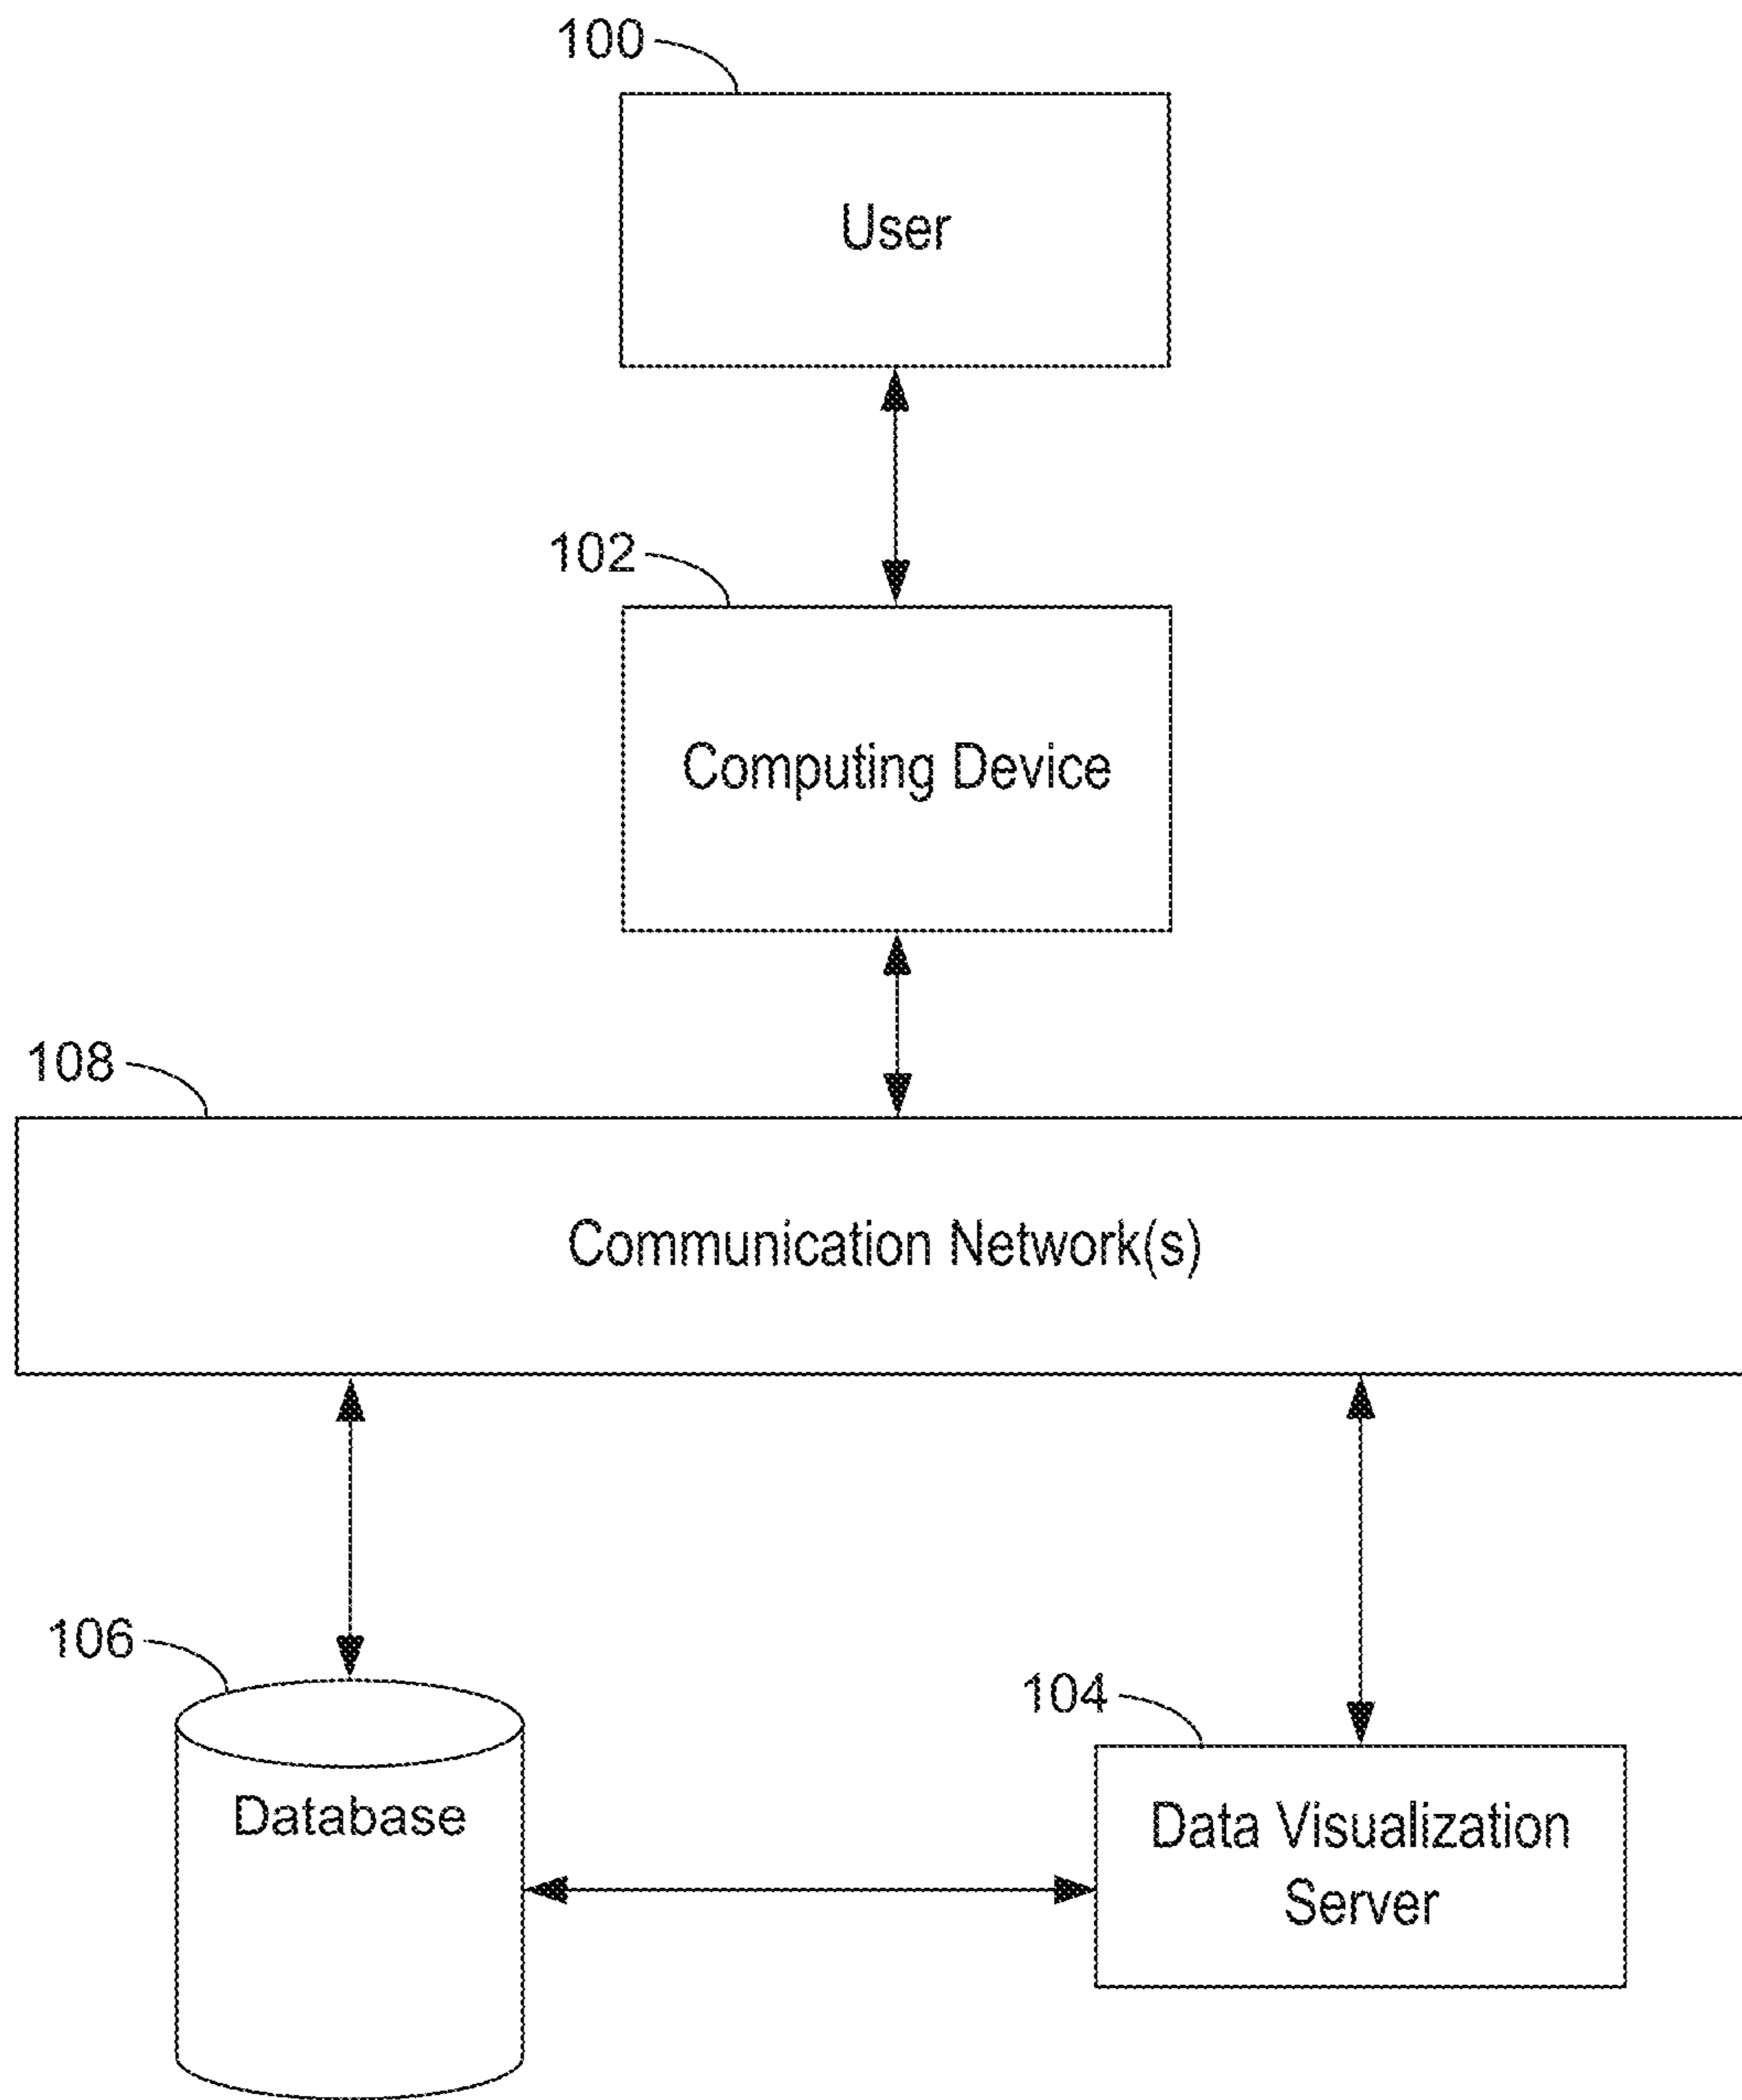 100
User
102
Computing Device
108
Communication Network(s)
106
Database
104
Data Visualization
Server